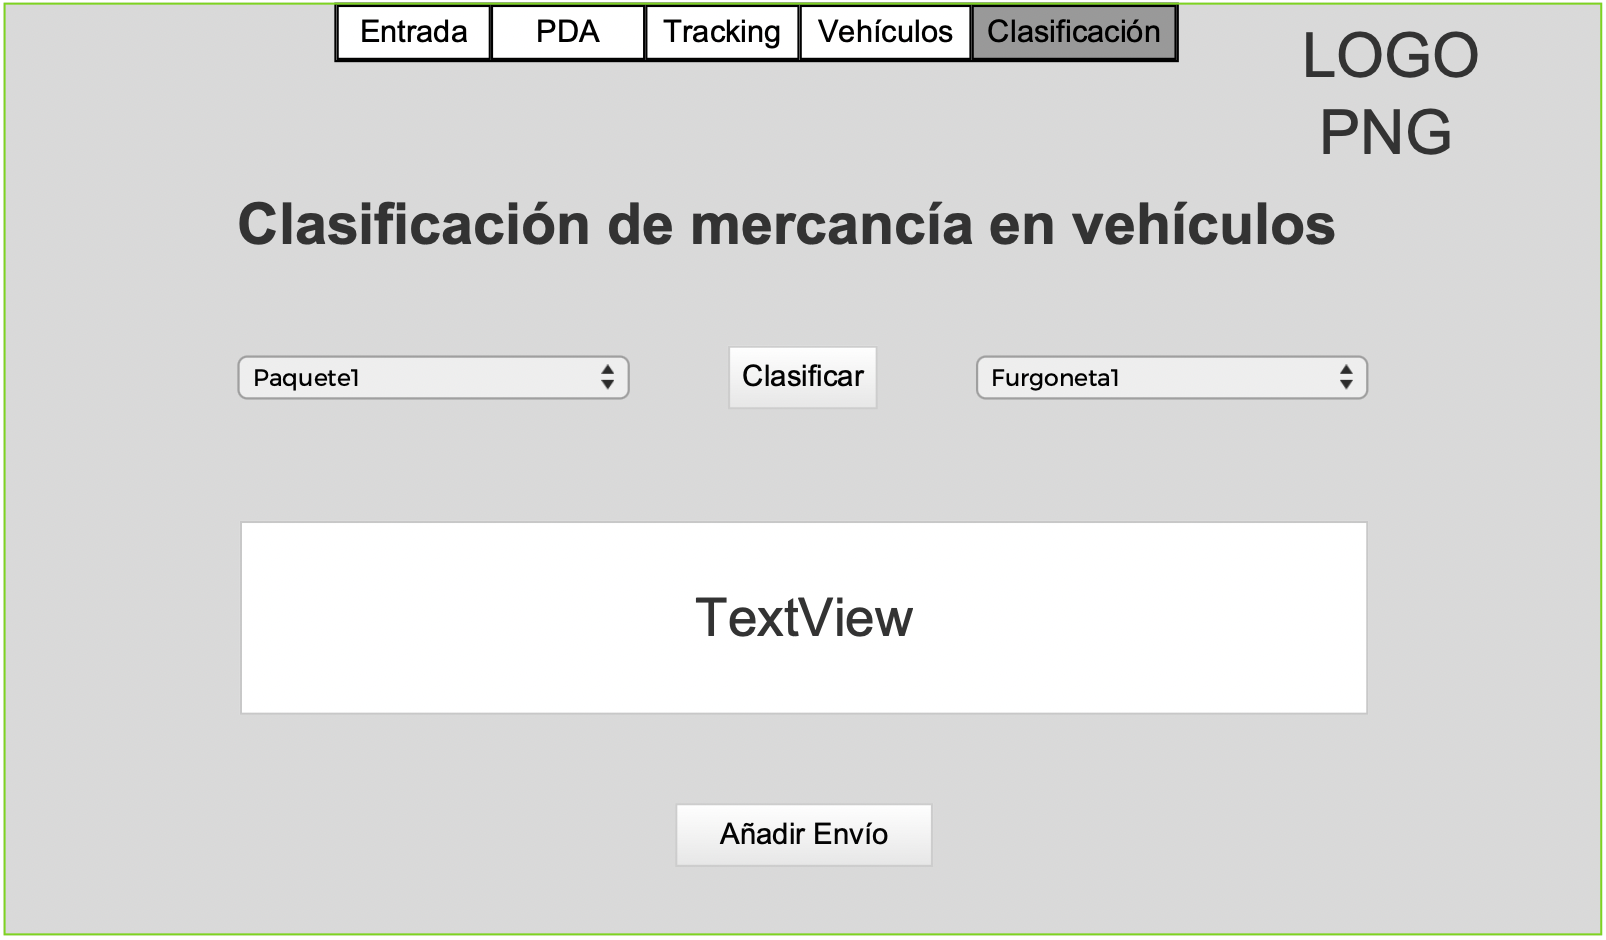 Entrada PDA Tracking Vehículos Clasificación
LOGO
PNG
Clasificación de mercancía en vehículos
Paquete1 Clasificar Furgoneta1
TextView
Añadir Envío